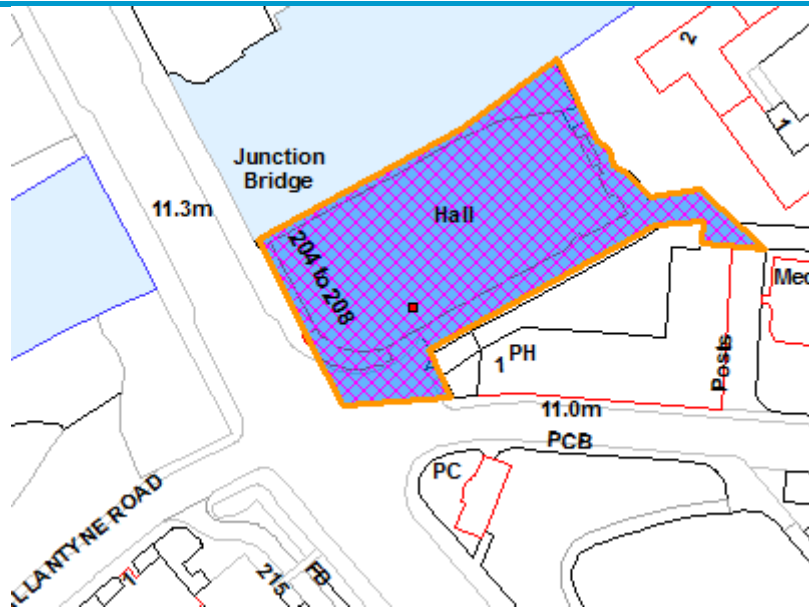 2
1
Junction
Bridge
11.3m
Hall
204 to 208
Med
1
PH
Posts
11.0m
PCB
PC
LLANTYNE ROAD
1
215
FB